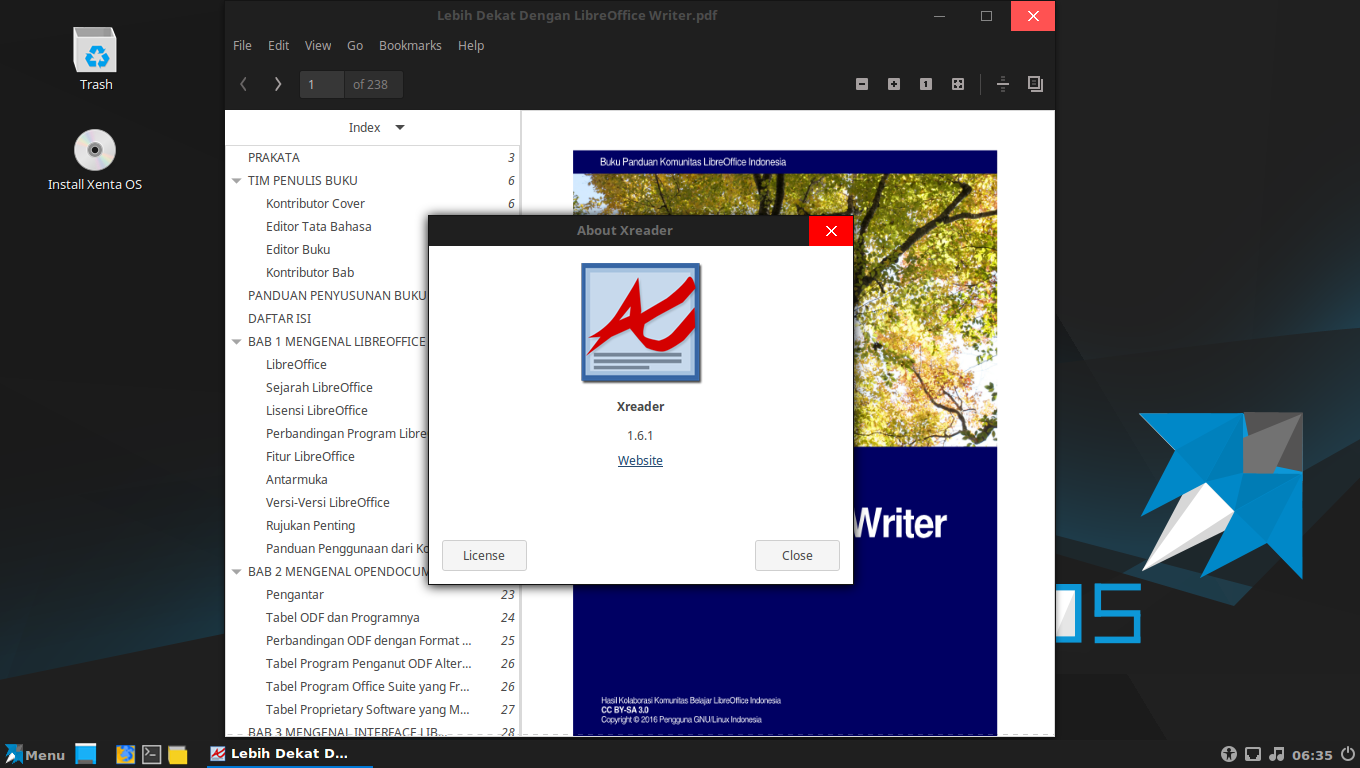 Trash
Install Xenta OS
Lebih Dekat Dengan LibreOffice Writer.pdf
File Edit View Go Bookmarks Help
1 of 238
Index
PRAKATA 3
TIM PENULIS BUKU 6
Kontributor Cover 6
Editor Tata Bahasa
Editor Buku
Kontributor Bab
PANDUAN PENYUSUNAN BUKU
DAFTAR ISI
BAB 1 MENGENAL LIBREOFFICE
LibreOffice
Sejarah LibreOffice
Lisensi LibreOffice
Perbandingan Program Libre
Fitur LibreOffice
Antarmuka
Versi-Versi LibreOffice
Rujukan Penting
Panduan Penggunaan dari Ko
BAB 2 MENGENAL OPENDOCUM
Pengantar 23
Tabel ODF dan Programnya 24
Perbandingan ODF dengan Format ... 25
Tabel Program Penganut ODF Alter... 26
Tabel Program Office Suite yang Fr... 26
Tabel Proprietary Software yang M... 27
BAB 3 MENGENAL INTERFACE LIB... 28
Buku Panduan Komunitas LibreOffice Indonesia
Writer
Hasil Kolaborasi Komunitas Belajar LibreOffice Indonesia
CC BY-SA 3.0
Copyright © 2016 Pengguna GNU/Linux Indonesia
About Xreader
Xreader
1.6.1
Website
License
Close
OS
Menu
Lebih Dekat D...
06:35